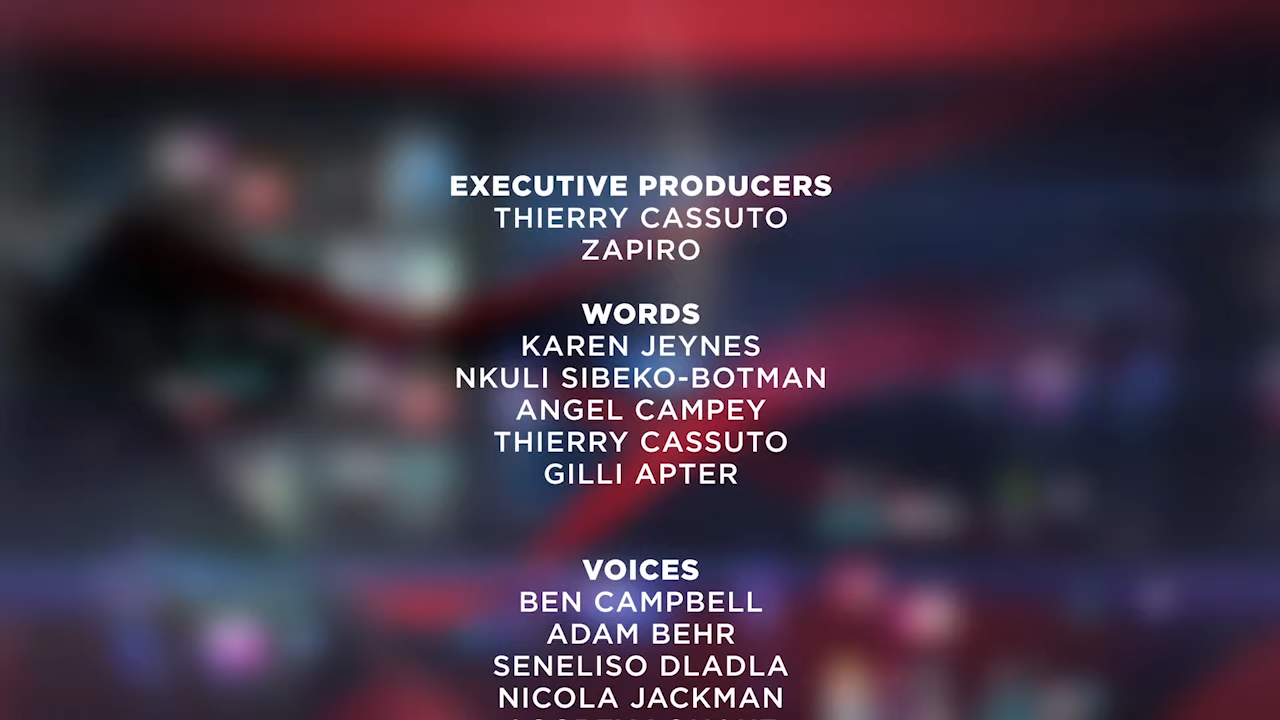 EXECUTIVE PRODUCERS
THIERRY CASSUTO
ZAPIRO
WORDS
KAREN JEYNES
NKULI SIBEKO-BOTMAN
ANGEL CAMPEY
THIERRY CASSUTO
GILLI APTER
VOICES
BEN CAMPBELL
ADAM BEHR
SENELISO DLADLA
NICOLA JACKMAN